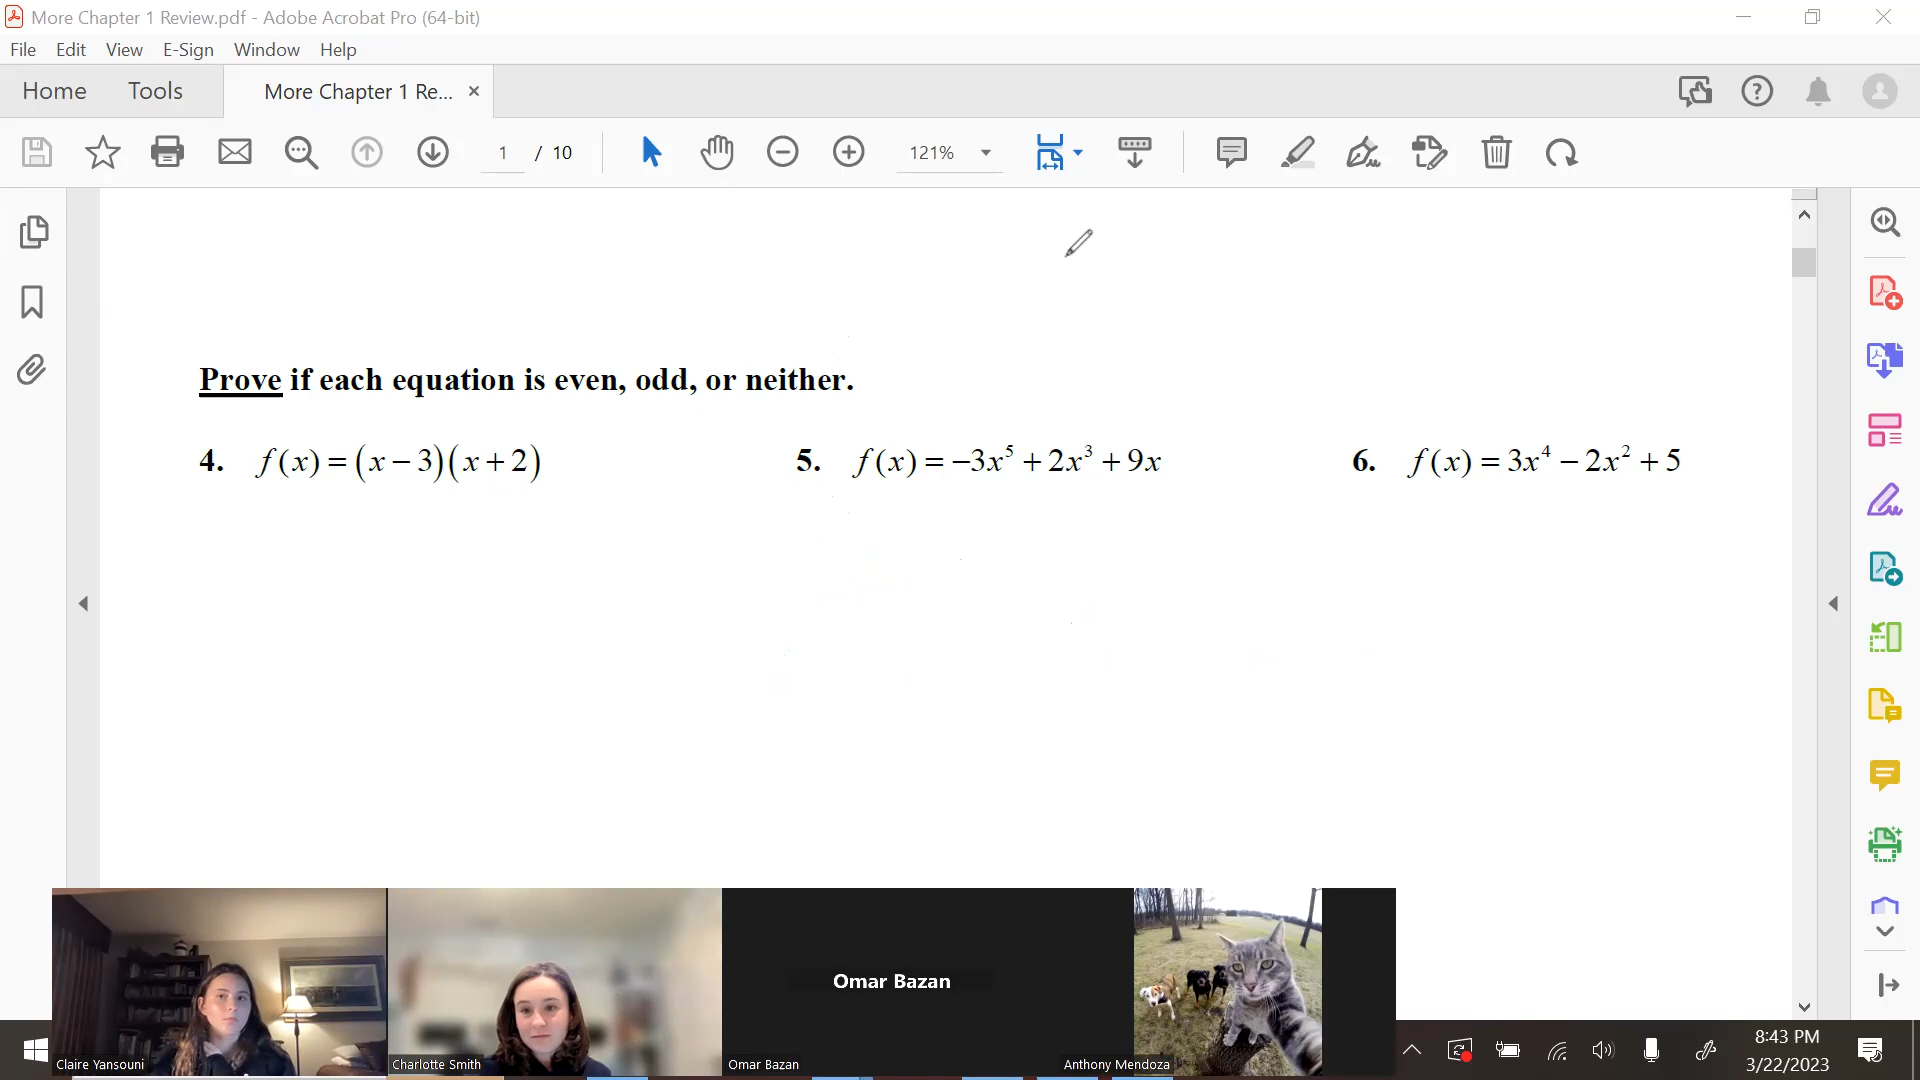 More Chapter 1 Review.pdf - Adobe Acrobat Pro (64-bit)
File Edit View E-Sign Window Help
Home Tools More Chapter 1 Re... ×
1 / 10 121%
Prove if each equation is even, odd, or neither.
4. f(x) = (x − 3)(x + 2) 5. f(x) = −3x⁵ + 2x³ + 9x 6. f(x) = 3x⁴ − 2x² + 5
Omar Bazan
Claire Yansouni Charlotte Smith Omar Bazan Anthony Mendoza
8:43 PM
3/22/2023